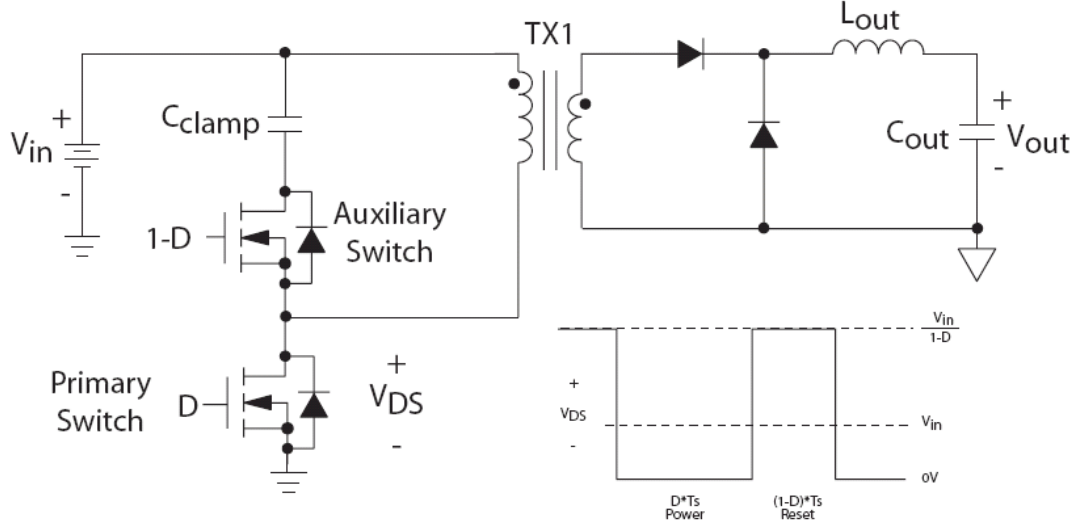 TX1
Lout
+
Vin
-
Cclamp
Cout
+
Vout
-
1-D
Auxiliary
Switch
Primary
Switch
D
+
VDS
-
+
VDS
-
Vin
1-D
Vin
0V
D*Ts
Power
(1-D)*Ts
Reset